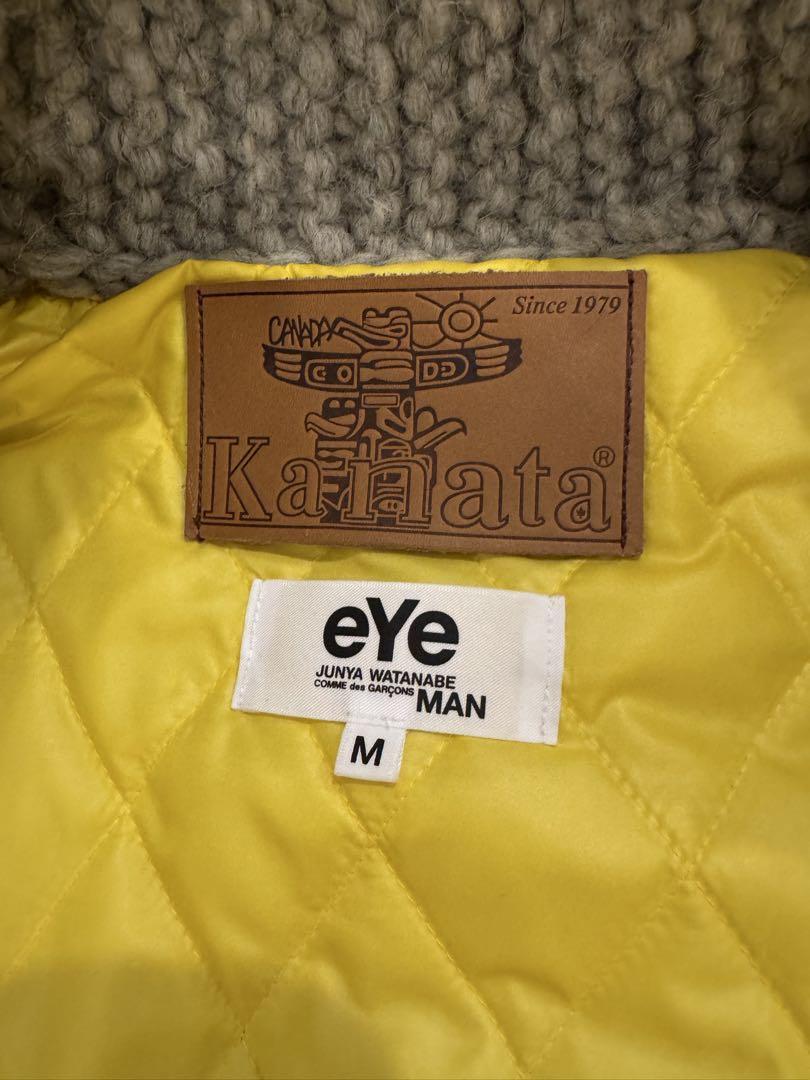 Since 1979
CANADA
Kanata®
eYe
JUNYA WATANABE
COMME des GARÇONS MAN
M